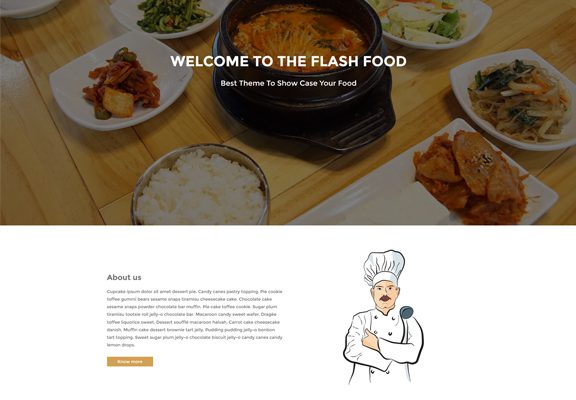 WELCOME TO THE FLASH FOOD
Best Theme To Show Case Your Food
About us
Cupcake ipsum dolor sit amet dessert pie. Candy canes pastry topping. Pie cookie
toffee gummi bears sesame snaps tiramisu cheesecake cake. Chocolate cake
sesame snaps powder chocolate bar muffin. Pie cake toffee cookie. Sugar plum
tiramisu tootsie roll jelly-o chocolate bar. Macaroon candy sweet wafer. Dragée
toffee liquorice sweet. Dessert soufflé macaroon halvah. Carrot cake cheesecake
danish. Muffin cake dessert brownie tart jelly. Pudding pudding jelly-o bonbon
tart topping. Sweet sugar plum jelly-o chocolate biscuit jelly-o candy canes candy
lemon drops.
Know more